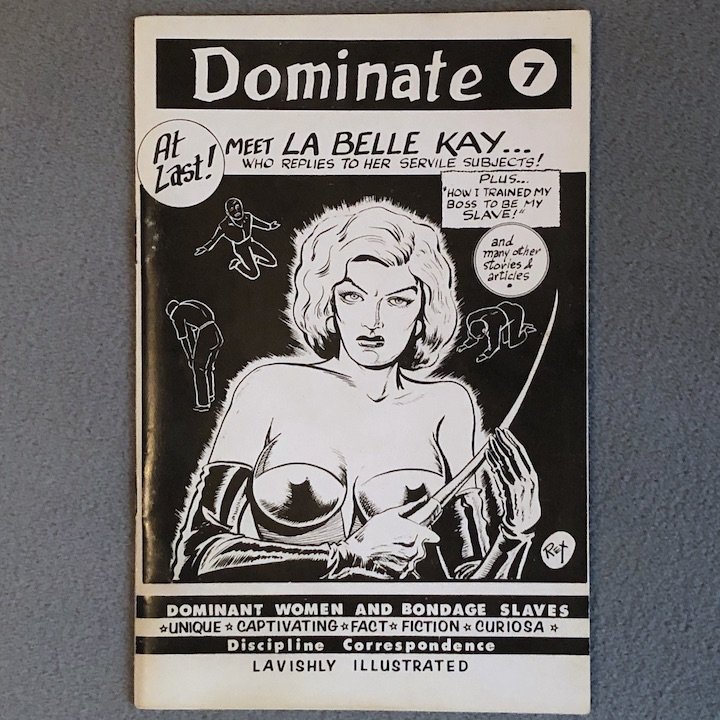 Dominate 7
At
Last!
MEET LA BELLE KAY...
WHO REPLIES TO HER SERVILE SUBJECTS!
PLUS...
"HOW I TRAINED MY
BOSS TO BE MY
SLAVE!"
and
many other
stories &
articles
Rex
DOMINANT WOMEN AND BONDAGE SLAVES
☆UNIQUE☆CAPTIVATING☆FACT☆FICTION☆CURIOSA☆
Discipline Correspondence
LAVISHLY ILLUSTRATED